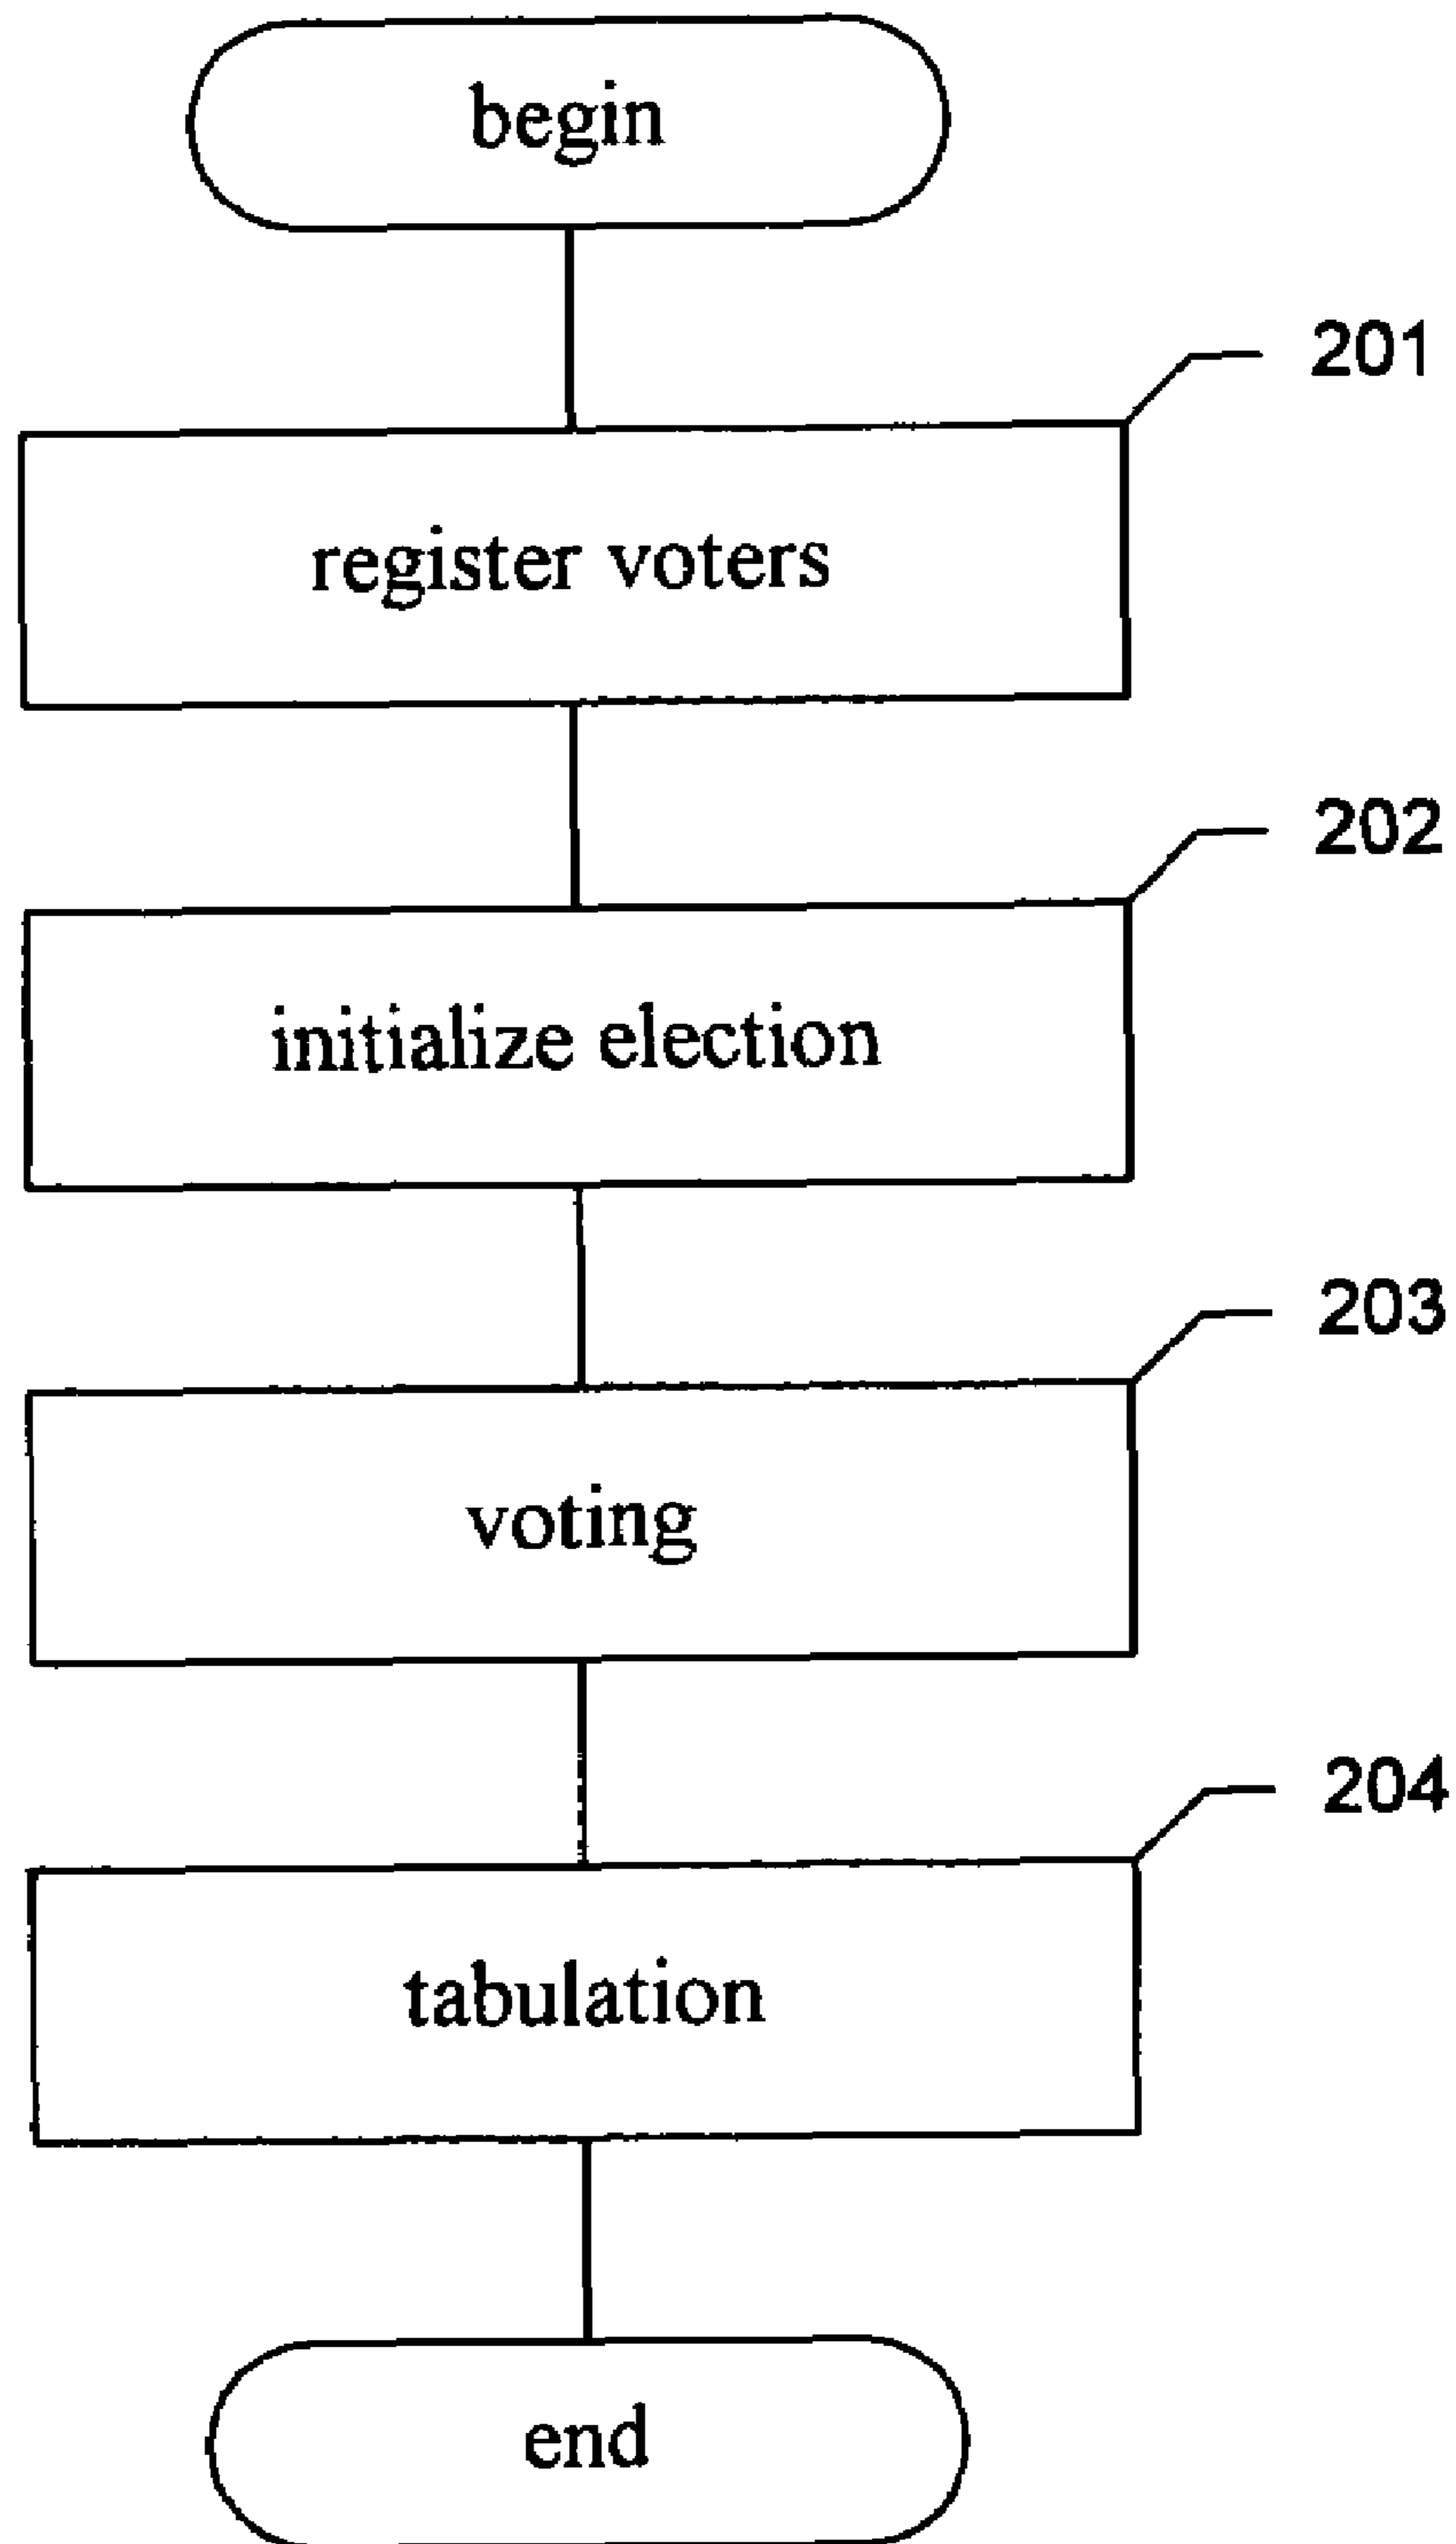 begin
201
register voters
202
initialize election
203
voting
204
tabulation
end